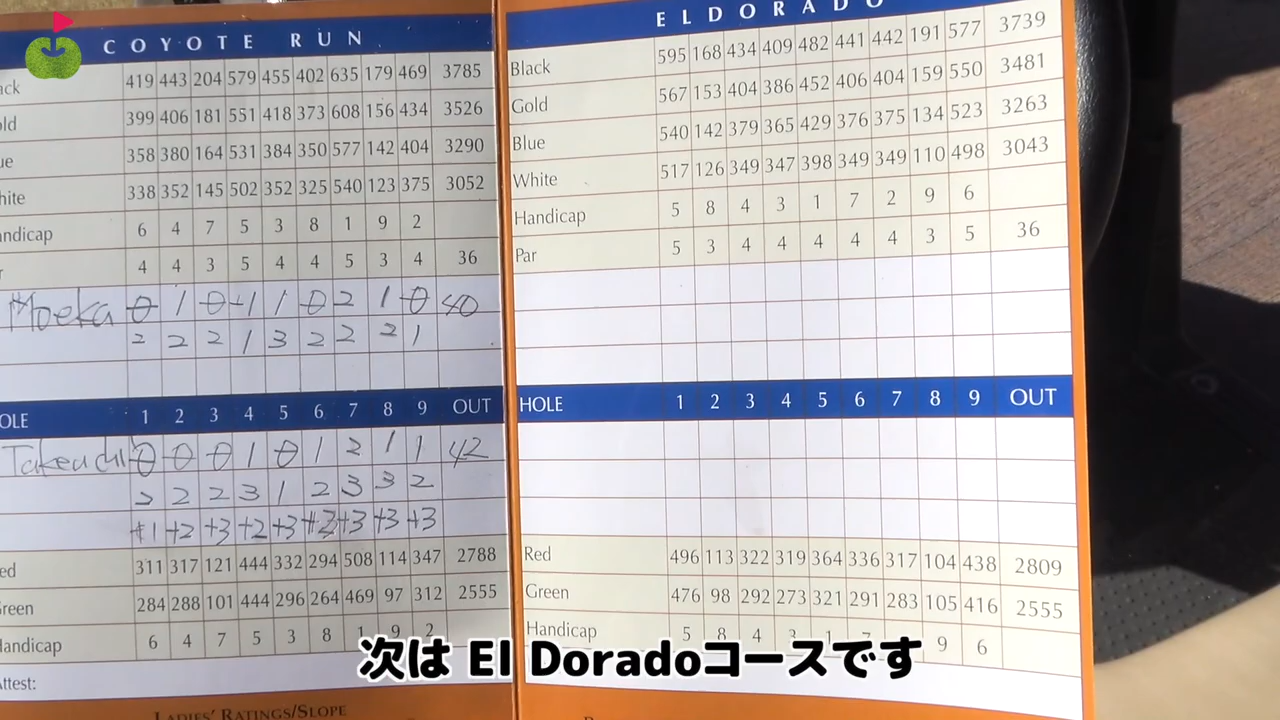 COYOTE RUN
ack 419 443 204 579 455 402 635 179 469 3785
old 399 406 181 551 418 373 608 156 434 3526
ue 358 380 164 531 384 350 577 142 404 3290
hite 338 352 145 502 352 325 540 123 375 3052
andicap 6 4 7 5 3 8 1 9 2
r 4 4 3 5 4 4 5 3 4 36
Moeka 0 1 0 -1 1 0 2 1 0 40
2 2 2 1 3 2 2 2 1
OLE 1 2 3 4 5 6 7 8 9 OUT
Takeuchi 0 0 0 1 0 1 2 1 1 42
2 2 2 3 1 2 3 3 2
+1 +2 +3 +2 +3 +3 +3 +3
ed 311 317 121 444 332 294 508 114 347 2788
reen 284 288 101 444 296 264 469 97 312 2555
andicap 6 4 7 5 3 8 9 2
ttest:
LADIES' RATINGS/SLOPE
ELDORADO
Black 595 168 434 409 482 441 442 191 577 3739
Gold 567 153 404 386 452 406 404 159 550 3481
Blue 540 142 379 365 429 376 375 134 523 3263
White 517 126 349 347 398 349 349 110 498 3043
Handicap 5 8 4 3 1 7 2 9 6
Par 5 3 4 4 4 4 4 3 5 36
HOLE 1 2 3 4 5 6 7 8 9 OUT
Red 496 113 322 319 364 336 317 104 438 2809
Green 476 98 292 273 321 291 283 105 416 2555
Handicap 5 8 4 3 1 7 9 6
次は El Doradoコースです